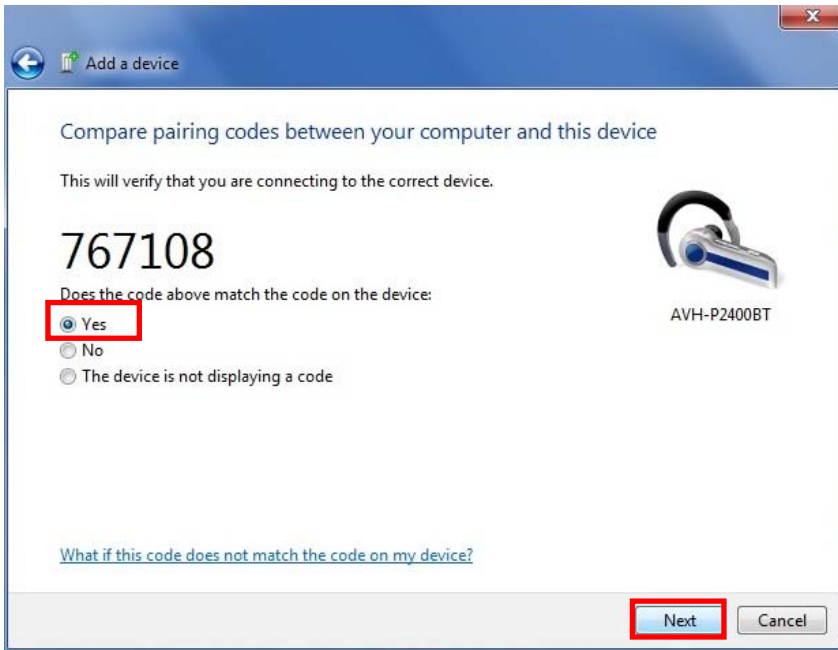 Add a device
Compare pairing codes between your computer and this device
This will verify that you are connecting to the correct device.
767108
Does the code above match the code on the device:
Yes
No
The device is not displaying a code
AVH-P2400BT
What if this code does not match the code on my device?
Next
Cancel